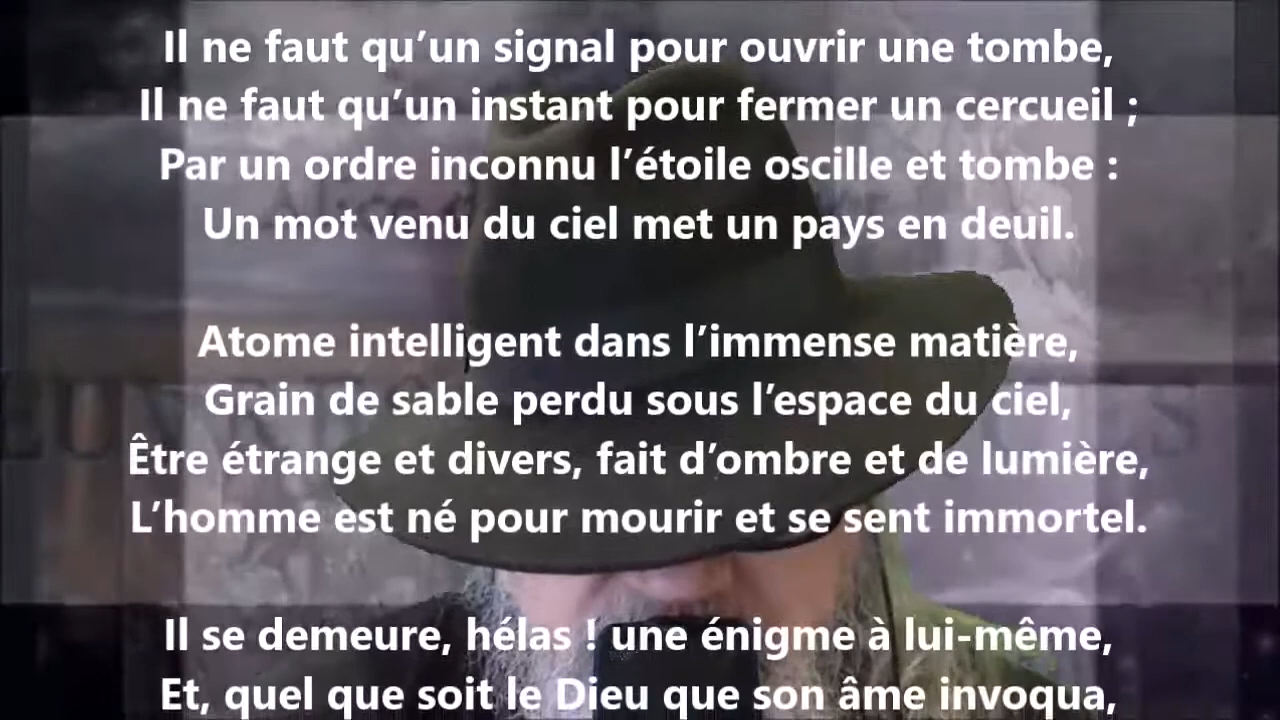 Il ne faut qu’un signal pour ouvrir une tombe,
Il ne faut qu’un instant pour fermer un cercueil ;
Par un ordre inconnu l’étoile oscille et tombe :
Un mot venu du ciel met un pays en deuil.
Atome intelligent dans l’immense matière,
Grain de sable perdu sous l’espace du ciel,
Être étrange et divers, fait d’ombre et de lumière,
L’homme est né pour mourir et se sent immortel.
Il se demeure, hélas ! une énigme à lui-même,
Et, quel que soit le Dieu que son âme invoqua,